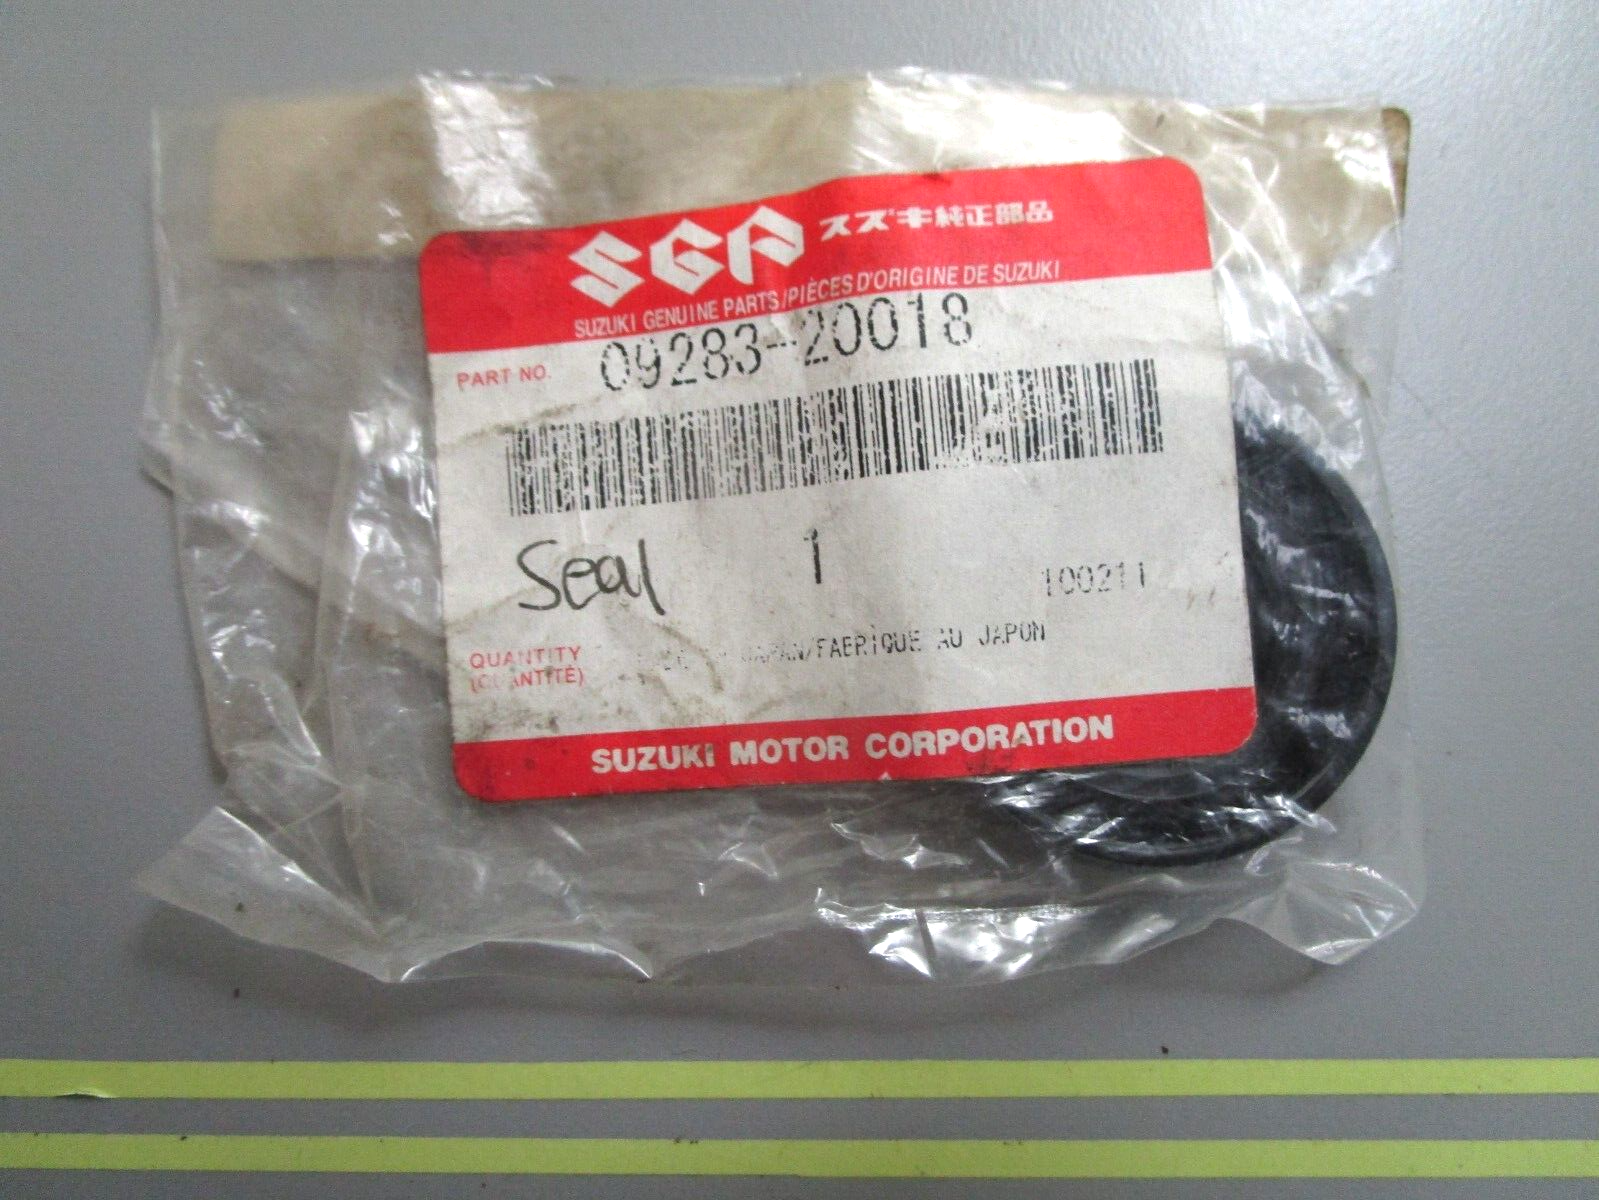 SGP スズキ純正部品
SUZUKI GENUINE PARTS/PIÈCES D'ORIGINE DE SUZUKI
PART NO. 09283-20018
Seal 1 100211
QUANTITY JAPAN/FABRIQUE AU JAPON
(QUANTITÉ)
SUZUKI MOTOR CORPORATION